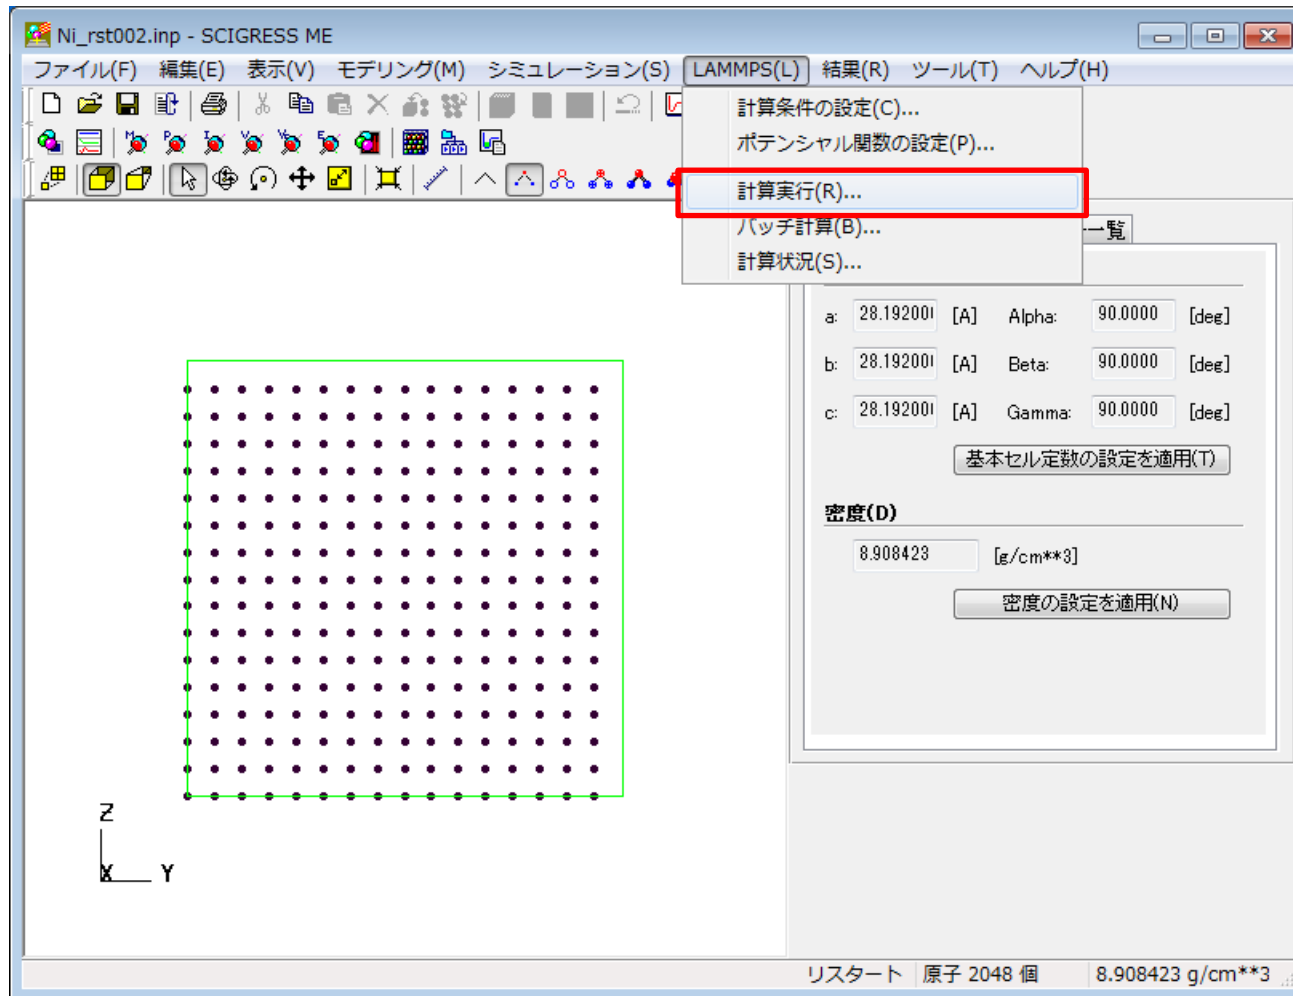 Ni_rst002.inp - SCIGRESS ME
ファイル(F) 編集(E) 表示(V) モデリング(M) シミュレーション(S) LAMMPS(L) 結果(R) ツール(T) ヘルプ(H)
計算条件の設定(C)...
ポテンシャル関数の設定(P)...
計算実行(R)...
バッチ計算(B)...
計算状況(S)...
一覧
a: 28.19200 [A] Alpha: 90.0000 [deg]
b: 28.19200 [A] Beta: 90.0000 [deg]
c: 28.19200 [A] Gamma: 90.0000 [deg]
基本セル定数の設定を適用(T)
密度(D)
8.908423 [g/cm**3]
密度の設定を適用(N)
Z
X Y
リスタート 原子 2048 個 8.908423 g/cm**3